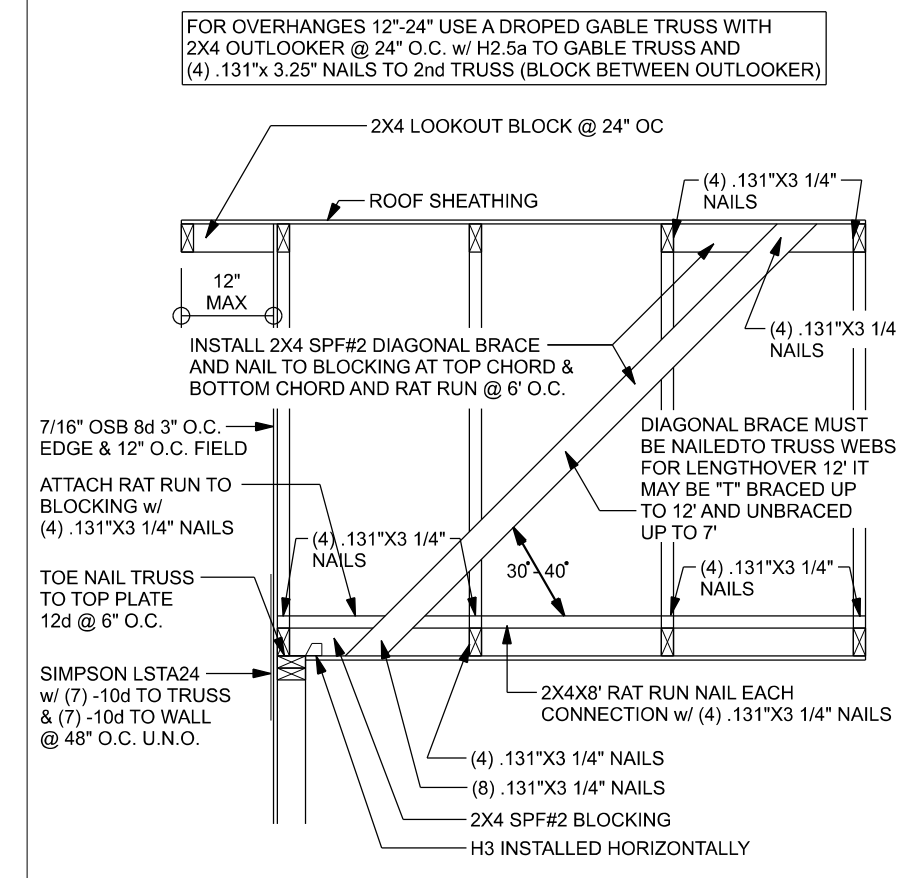 FOR OVERHANGES 12"-24" USE A DROPED GABLE TRUSS WITH
2X4 OUTLOOKER @ 24" O.C. w/ H2.5a TO GABLE TRUSS AND
(4) .131"x 3.25" NAILS TO 2nd TRUSS (BLOCK BETWEEN OUTLOOKER)
2X4 LOOKOUT BLOCK @ 24" OC
(4) .131"X3 1/4"
NAILS
ROOF SHEATHING
12"
MAX
(4) .131"X3 1/4
NAILS
INSTALL 2X4 SPF#2 DIAGONAL BRACE
AND NAIL TO BLOCKING AT TOP CHORD &
BOTTOM CHORD AND RAT RUN @ 6' O.C.
7/16" OSB 8d 3" O.C.
EDGE & 12" O.C. FIELD
DIAGONAL BRACE MUST
BE NAILEDTO TRUSS WEBS
FOR LENGTHOVER 12' IT
MAY BE "T" BRACED UP
TO 12' AND UNBRACED
UP TO 7'
ATTACH RAT RUN TO
BLOCKING w/
(4) .131"X3 1/4" NAILS
(4) .131"X3 1/4"
NAILS
30°- 40°
(4) .131"X3 1/4"
NAILS
TOE NAIL TRUSS
TO TOP PLATE
12d @ 6" O.C.
SIMPSON LSTA24
w/ (7) -10d TO TRUSS
& (7) -10d TO WALL
@ 48" O.C. U.N.O.
2X4X8' RAT RUN NAIL EACH
CONNECTION w/ (4) .131"X3 1/4" NAILS
(4) .131"X3 1/4" NAILS
(8) .131"X3 1/4" NAILS
2X4 SPF#2 BLOCKING
H3 INSTALLED HORIZONTALLY